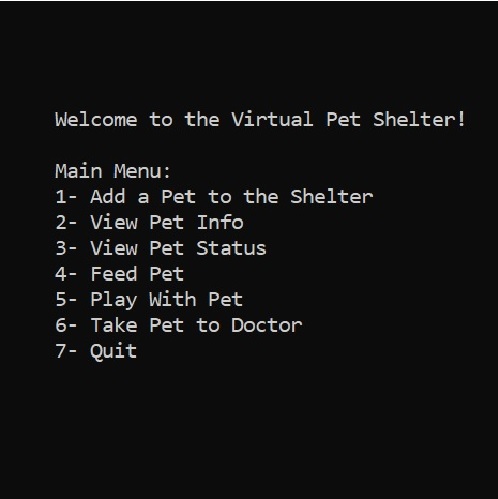 Welcome to the Virtual Pet Shelter!
Main Menu:
1- Add a Pet to the Shelter
2- View Pet Info
3- View Pet Status
4- Feed Pet
5- Play With Pet
6- Take Pet to Doctor
7- Quit